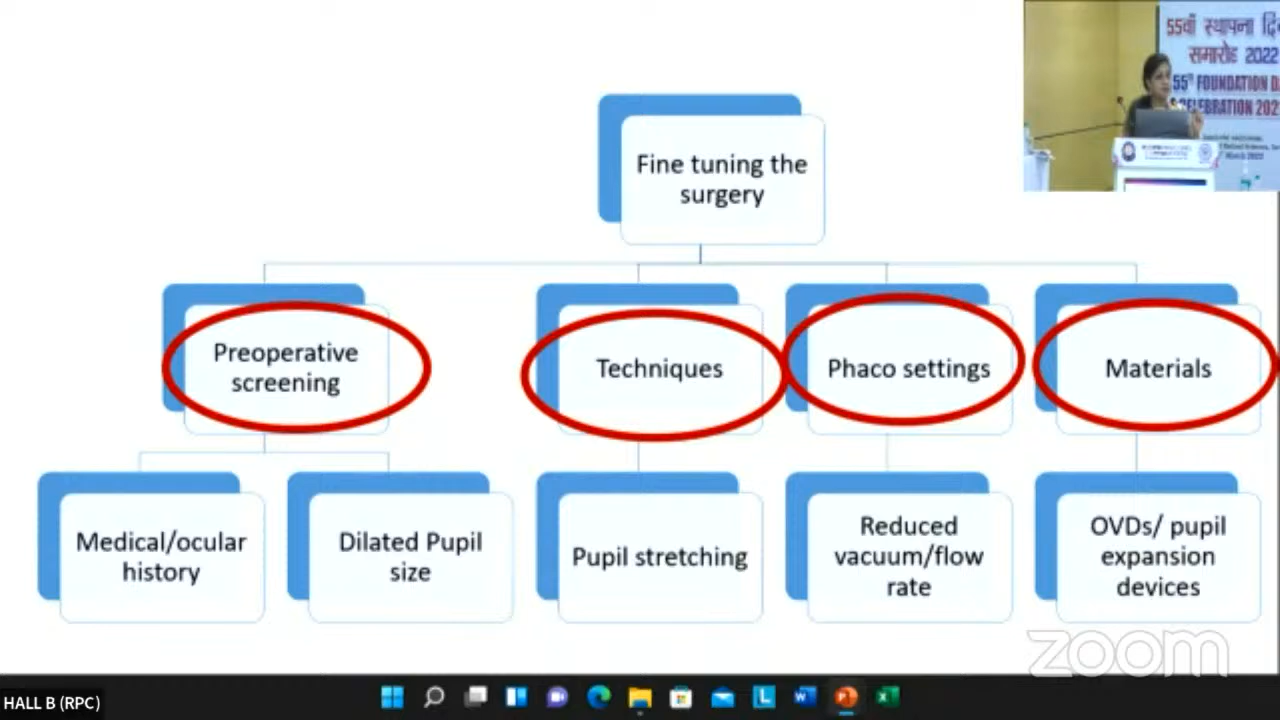 55वाँ स्थापना
समारोह 2022
55th FOUNDATION
CELEBRATION 202
Fine tuning the
surgery
Preoperative
screening
Techniques
Phaco settings
Materials
Medical/ocular
history
Dilated Pupil
size
Pupil stretching
Reduced
vacuum/flow
rate
OVDs/ pupil
expansion
devices
zoom
HALL B (RPC)